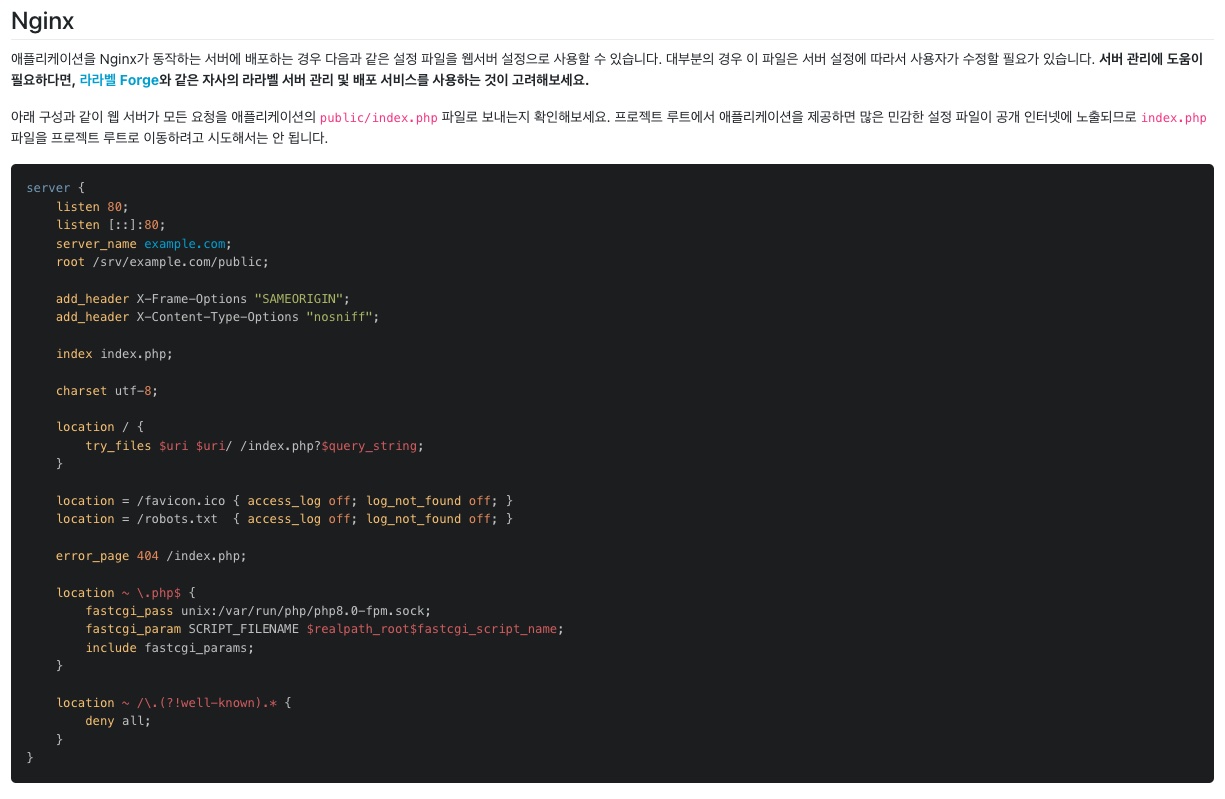 Nginx
애플리케이션을 Nginx가 동작하는 서버에 배포하는 경우 다음과 같은 설정 파일을 웹서버 설정으로 사용할 수 있습니다. 대부분의 경우 이 파일은 서버 설정에 따라서 사용자가 수정할 필요가 있습니다. 서버 관리에 도움이
필요하다면, 라라벨 Forge와 같은 자사의 라라벨 서버 관리 및 배포 서비스를 사용하는 것이 고려해보세요.
아래 구성과 같이 웹 서버가 모든 요청을 애플리케이션의 public/index.php 파일로 보내는지 확인해보세요. 프로젝트 루트에서 애플리케이션을 제공하면 많은 민감한 설정 파일이 공개 인터넷에 노출되므로 index.php
파일을 프로젝트 루트로 이동하려고 시도해서는 안 됩니다.
server {
    listen 80;
    listen [::]:80;
    server_name example.com;
    root /srv/example.com/public;
    add_header X-Frame-Options "SAMEORIGIN";
    add_header X-Content-Type-Options "nosniff";
    index index.php;
    charset utf-8;
    location / {
        try_files $uri $uri/ /index.php?$query_string;
    }
    location = /favicon.ico { access_log off; log_not_found off; }
    location = /robots.txt  { access_log off; log_not_found off; }
    error_page 404 /index.php;
    location ~ \.php$ {
        fastcgi_pass unix:/var/run/php/php8.0-fpm.sock;
        fastcgi_param SCRIPT_FILENAME $realpath_root$fastcgi_script_name;
        include fastcgi_params;
    }
    location ~ /\.(?!well-known).* {
        deny all;
    }
}